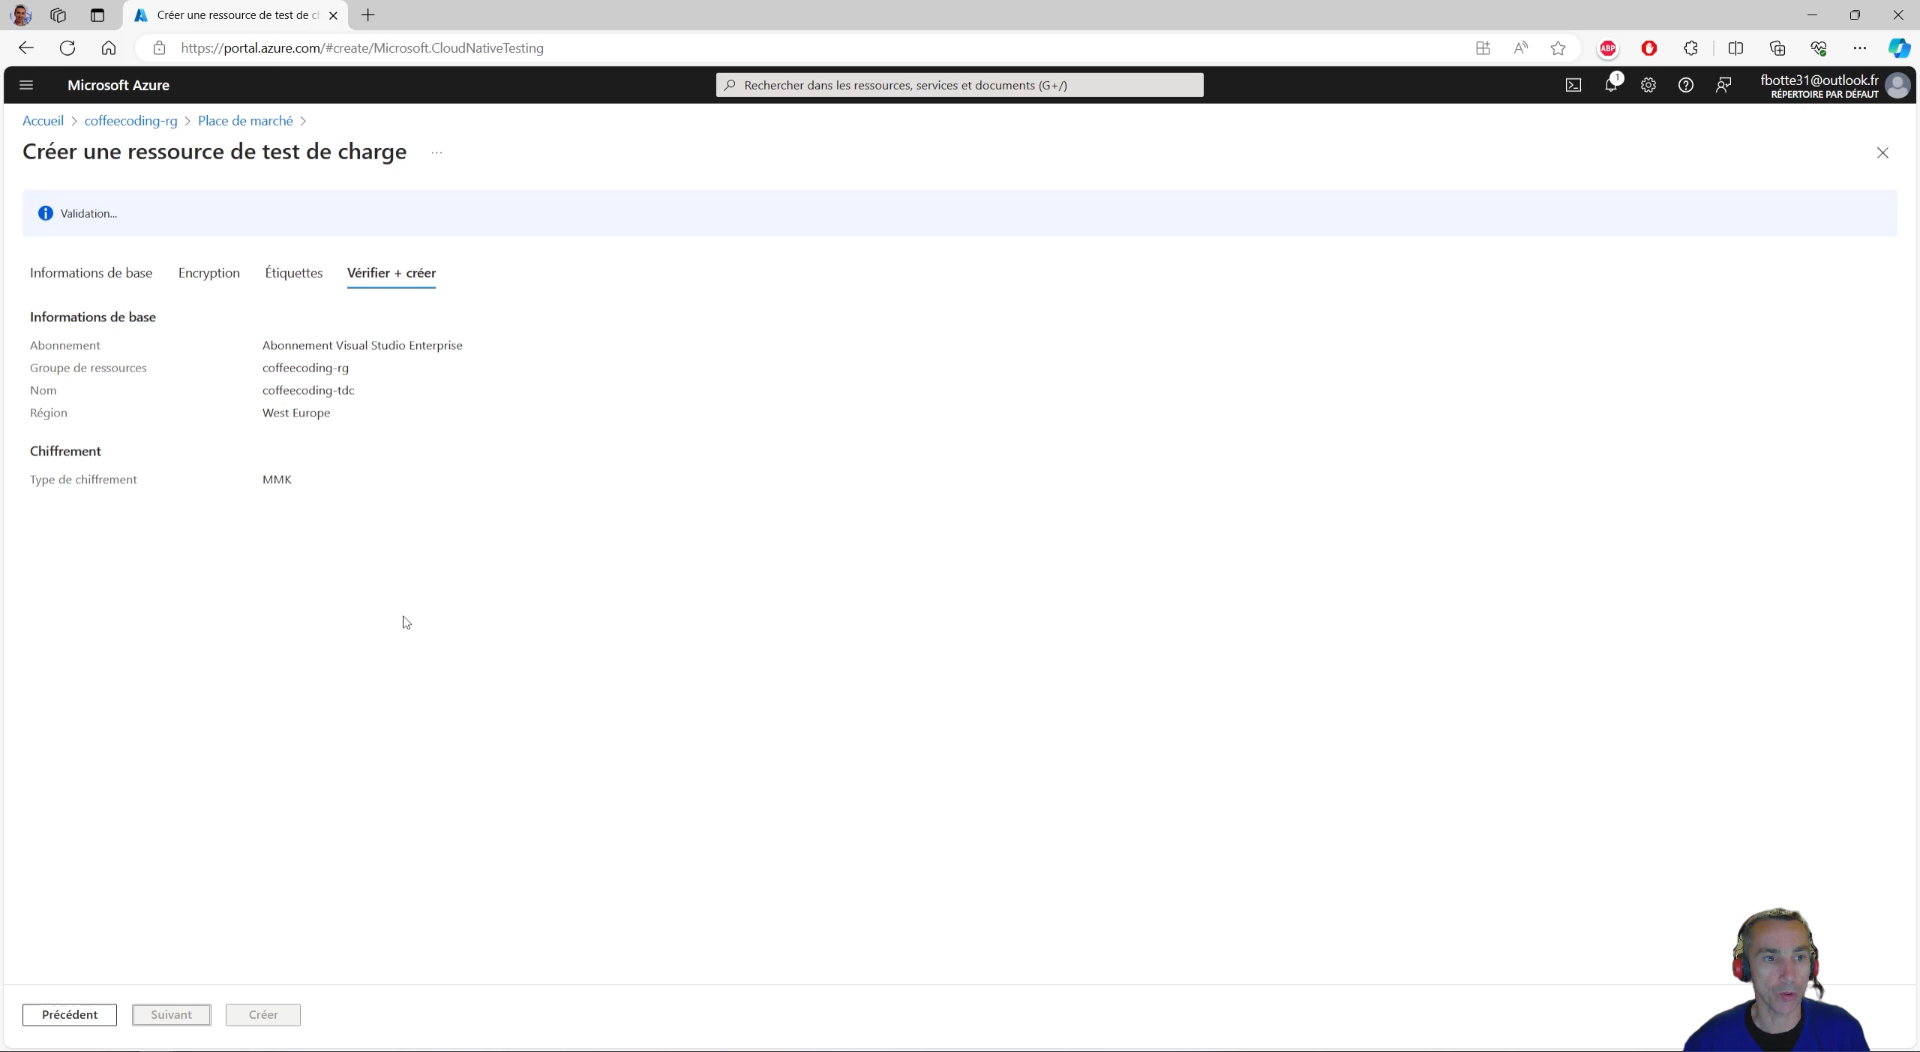 Créer une ressource de test de c
https://portal.azure.com/#create/Microsoft.CloudNativeTesting
ABP
Microsoft Azure
Rechercher dans les ressources, services et documents (G+/)
1
fbotte31@outlook.fr
RÉPERTOIRE PAR DÉFAUT
Accueil > coffeecoding-rg > Place de marché >
Créer une ressource de test de charge ...
Validation...
Informations de base Encryption Étiquettes Vérifier + créer
Informations de base
Abonnement Abonnement Visual Studio Enterprise
Groupe de ressources coffeecoding-rg
Nom coffeecoding-tdc
Région West Europe
Chiffrement
Type de chiffrement MMK
Précédent Suivant Créer